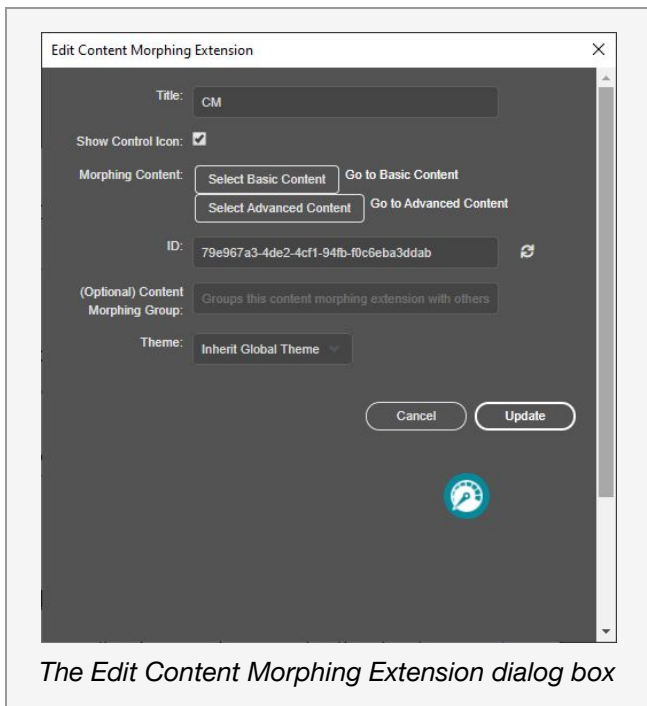 Edit Content Morphing Extension
Title:
CM
Show Control Icon:
Morphing Content:
Select Basic Content Go to Basic Content
Select Advanced Content Go to Advanced Content
ID:
79e967a3-4de2-4cf1-94fb-f0c6eba3ddab
(Optional) Content
Morphing Group:
Groups this content morphing extension with others
Theme:
Inherit Global Theme
Cancel Update
The Edit Content Morphing Extension dialog box